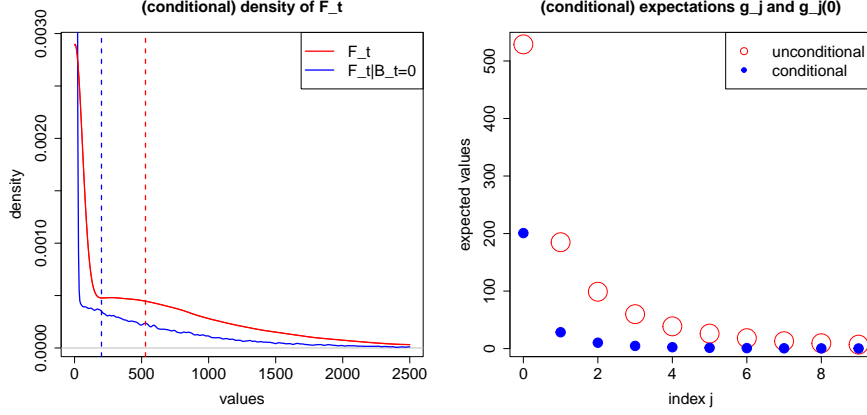 (conditional) density of F_t
density
0.0030
0.0020
0.0010
0.0000
F_t
F_t|B_t=0
0 500 1000 1500 2000 2500
values
(conditional) expectations g_j and g_j(0)
expected values
500
400
300
200
100
0
unconditional
conditional
0 2 4 6 8
index j